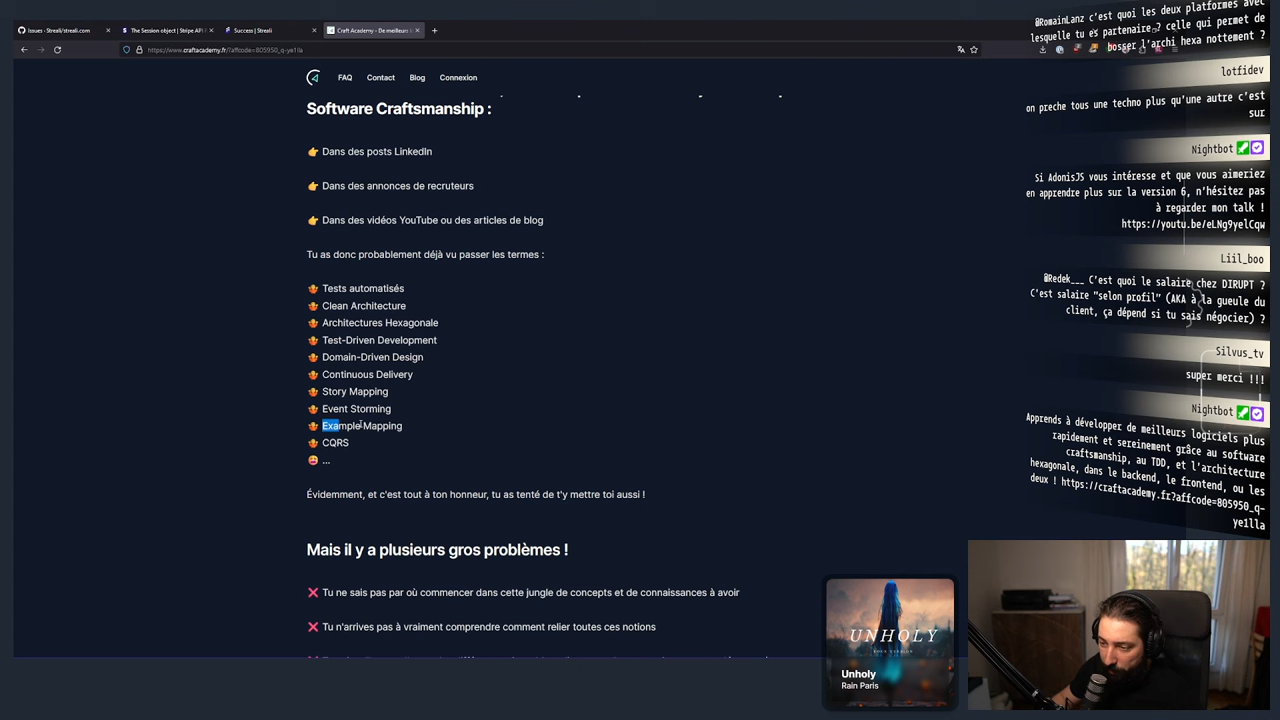 Issues · Streali/streali.com
The Session object | Stripe API
Success | Streali
Craft Academy - De meilleurs
https://www.craftacademy.fr/?affcode=805950_q-ye1lla
FAQ
Contact
Blog
Connexion
Software Craftsmanship :
👉 Dans des posts LinkedIn
👉 Dans des annonces de recruteurs
👉 Dans des vidéos YouTube ou des articles de blog
Tu as donc probablement déjà vu passer les termes :
Tests automatisés
Clean Architecture
Architectures Hexagonale
Test-Driven Development
Domain-Driven Design
Continuous Delivery
Story Mapping
Event Storming
Example Mapping
CQRS
...
Évidemment, et c'est tout à ton honneur, tu as tenté de t'y mettre toi aussi !
Mais il y a plusieurs gros problèmes !
❌ Tu ne sais pas par où commencer dans cette jungle de concepts et de connaissances à avoir
❌ Tu n'arrives pas à vraiment comprendre comment relier toutes ces notions
@RomainLanz c'est quoi les deux platformes avec
lesquelle tu es partenaire ? celle qui permet de
bosser l'archi hexa nottement ?
lotfidev
on preche tous une techno plus qu'une autre c'est
sur
Nightbot
Si AdonisJS vous intéresse et que vous aimeriez
en apprendre plus sur la version 6, n'hésitez pas
à regarder mon talk !
https://youtu.be/eLNg9yelCqw
Liil_boo
@Redek___ C'est quoi le salaire chez DIRUPT ?
C'est salaire "selon profil" (AKA à la gueule du
client, ça dépend si tu sais négocier) ?
Silvus_tv
super merci !!!
Nightbot
Apprends à développer de meilleurs logiciels plus
rapidement et sereinement grâce au software
craftsmanship, au TDD, et l'architecture
hexagonale, dans le backend, le frontend, ou les
deux ! https://craftacademy.fr?affcode=805950_q-
ye1lla
UNHOLY
Unholy
Rain Paris